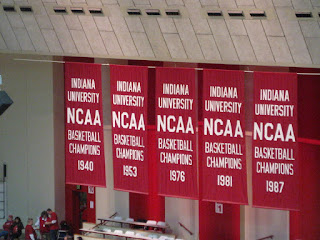 INDIANA
UNIVERSITY
NCAA
BASKETBALL
CHAMPIONS
1940
INDIANA
UNIVERSITY
NCAA
BASKETBALL
CHAMPIONS
1953
INDIANA
UNIVERSITY
NCAA
BASKETBALL
CHAMPIONS
1976
INDIANA
UNIVERSITY
NCAA
BASKETBALL
CHAMPIONS
1981
INDIANA
UNIVERSITY
NCAA
BASKETBALL
CHAMPIONS
1987